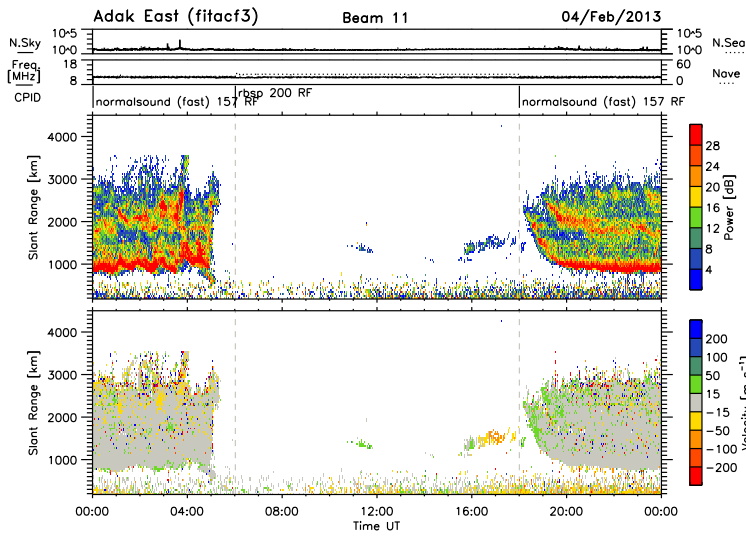 Adak East (fitacf3)
Beam 11
04/Feb/2013
N.Sky
10^5
10^0
10^5
10^0
N.Sea
Freq.
[MHz]
18
8
60
0
Nave
CPID
normalsound (fast) 157 RF
rbsp 200 RF
normalsound (fast) 157 RF
Slant Range [km]
4000
3000
2000
1000
28
24
20
16
12
8
4
Power [dB]
Slant Range [km]
4000
3000
2000
1000
200
100
50
15
-15
-50
-100
-200
Velocity [m s^-1]
00:00
04:00
08:00
12:00
16:00
20:00
00:00
Time UT